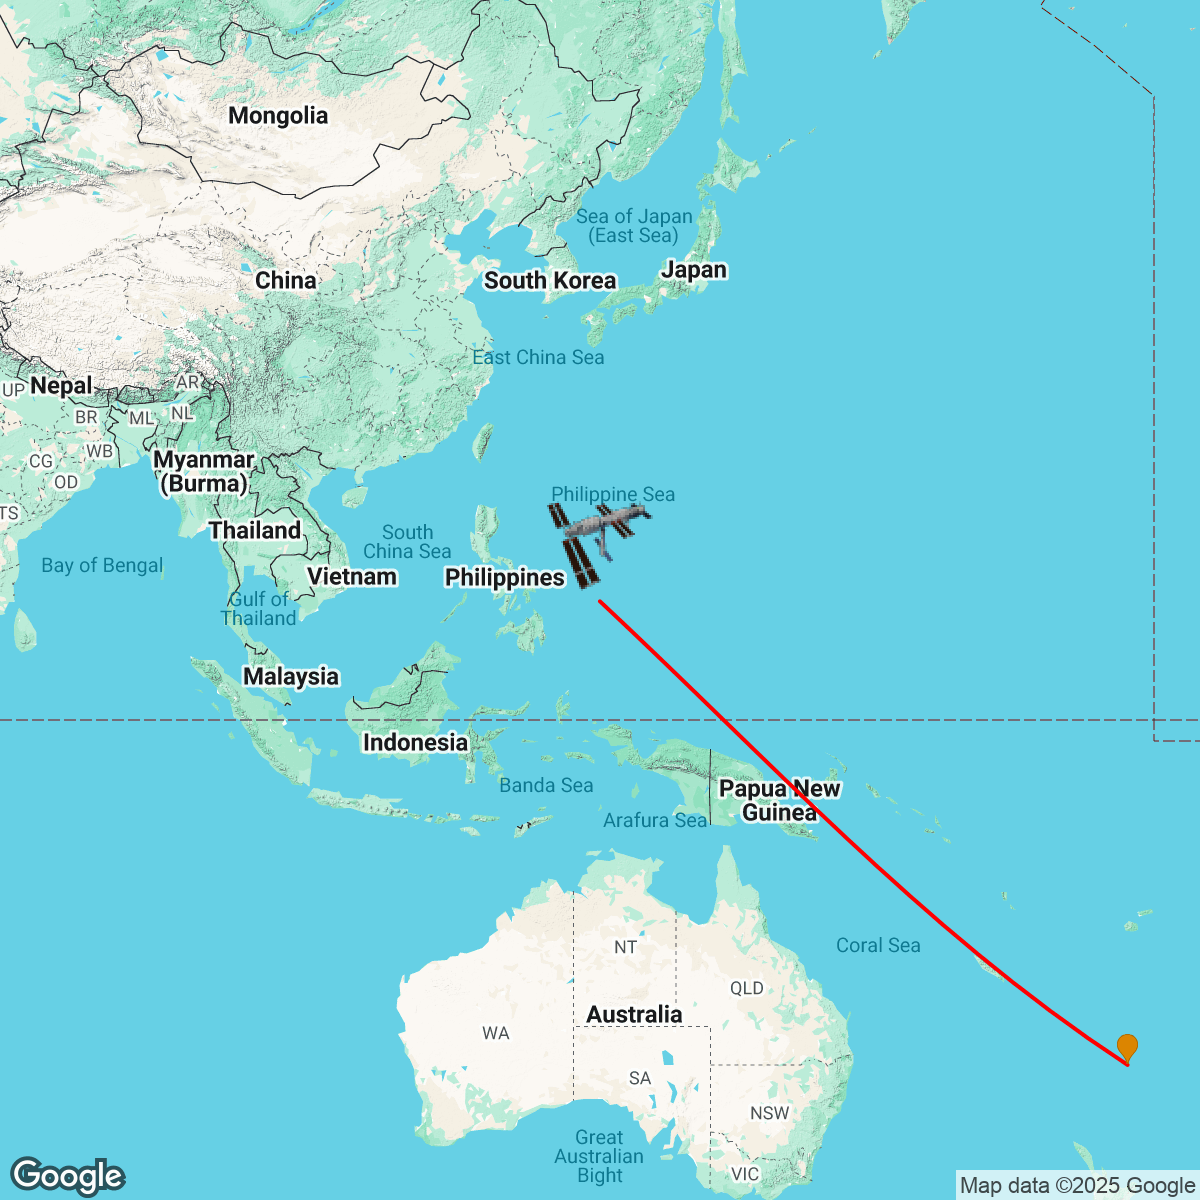 Mongolia
Sea of Japan
(East Sea)
Japan
South Korea
China
East China Sea
Nepal
UP
AR
BR
ML
NL
WB
CG
OD
TS
Myanmar
(Burma)
Philippine Sea
Thailand
South
China Sea
Bay of Bengal
Vietnam
Philippines
Gulf of
Thailand
Malaysia
Indonesia
Banda Sea
Papua New
Guinea
Arafura Sea
Coral Sea
NT
QLD
Australia
WA
SA
NSW
Great
Australian
Bight
VIC
Google
Map data ©2025 Google